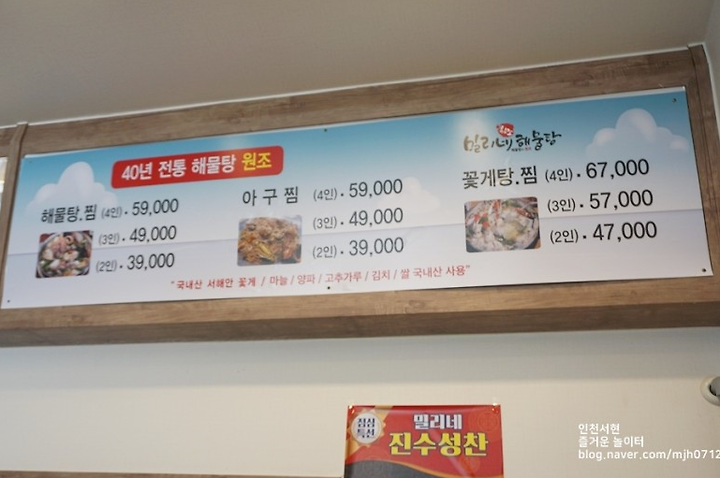 40년 전통 해물탕 원조
해물탕.찜 (4인) • 59,000
(3인) • 49,000
(2인) • 39,000
아구찜 (4인) • 59,000
(3인) • 49,000
(2인) • 39,000
밀리네 해물탕
꽃게탕.찜 (4인) • 67,000
(3인) • 57,000
(2인) • 47,000
"국내산 서해안 꽃게 / 마늘 / 양파 / 고추가루 / 김치 / 쌀 국내산 사용"
점심
특선
밀리네
진수성찬
인천서현
즐거운 놀이터
blog.naver.com/mjh0712